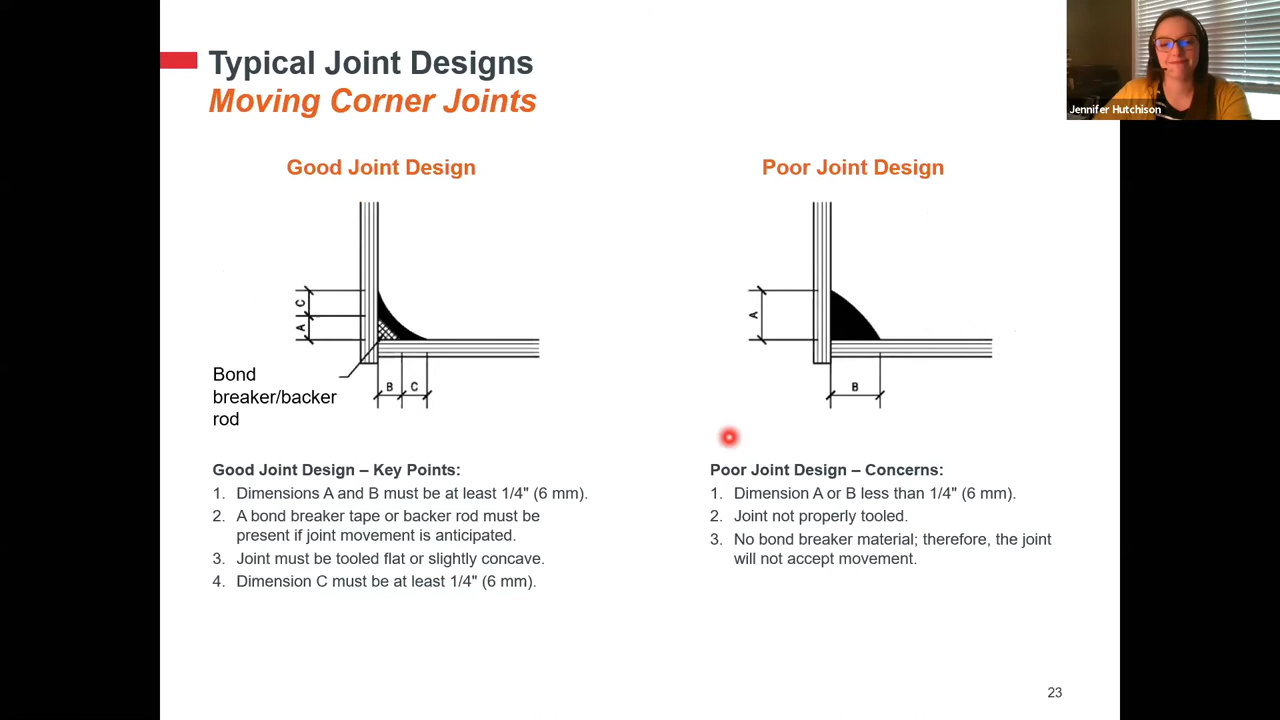 Typical Joint Designs
Moving Corner Joints
Jennifer Hutchison
Good Joint Design
Poor Joint Design
C
A
B
C
Bond
breaker/backer
rod
A
B
Good Joint Design – Key Points:
1. Dimensions A and B must be at least 1/4" (6 mm).
2. A bond breaker tape or backer rod must be
present if joint movement is anticipated.
3. Joint must be tooled flat or slightly concave.
4. Dimension C must be at least 1/4" (6 mm).
Poor Joint Design – Concerns:
1. Dimension A or B less than 1/4" (6 mm).
2. Joint not properly tooled.
3. No bond breaker material; therefore, the joint
will not accept movement.
23